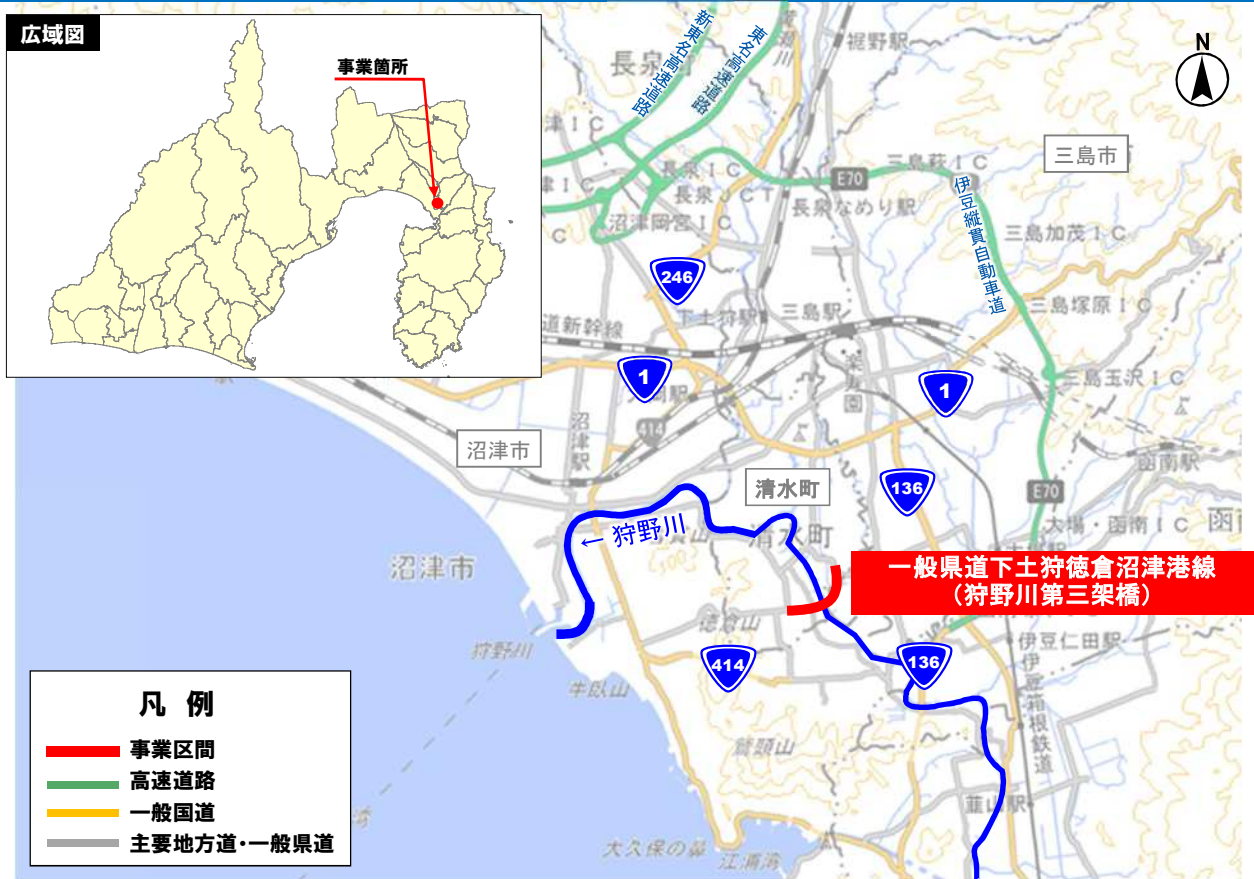 広域図
事業箇所
N
新東名高速道路
東名高速道路
裾野駅
長泉
三島市
長泉IC
長泉JCT
E70
三島萩IC
長泉なめり駅
沼津岡宮IC
伊豆縦貫自動車道
三島加茂IC
246
下土狩駅
三島駅
三島塚原IC
道新幹線
1
1
三島玉沢IC
楽寿園
414
沼津駅
沼津市
函南駅
清水町
136
E70
大場・函南IC
← 狩野川
清水町
沼津市
一般県道下土狩徳倉沼津港線
(狩野川第三架橋)
徳倉山
狩野川
414
136
伊豆仁田駅
伊豆箱根鉄道
牛臥山
鷲頭山
韮山駅
大久保の鼻
江浦湾
凡 例
事業区間
高速道路
一般国道
主要地方道・一般県道